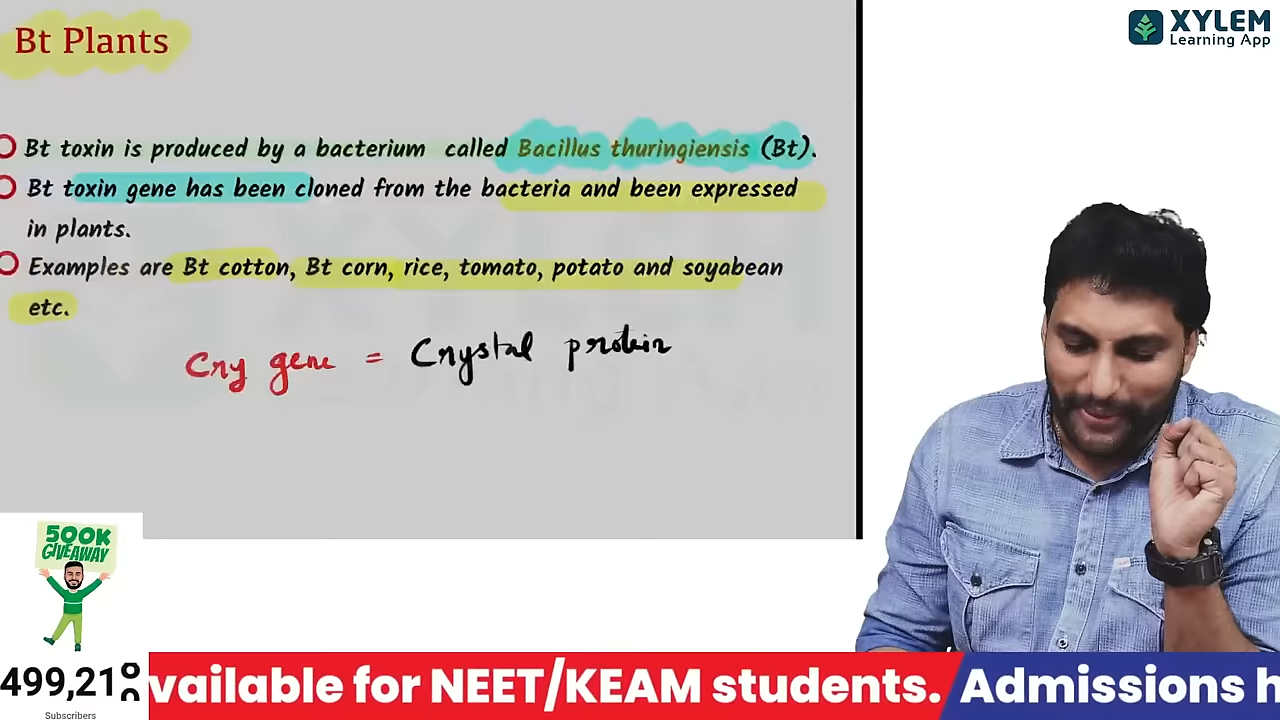 Bt Plants
XYLEM
Learning App
Bt toxin is produced by a bacterium called Bacillus thuringiensis (Bt).
Bt toxin gene has been cloned from the bacteria and been expressed
in plants.
Examples are Bt cotton, Bt corn, rice, tomato, potato and soyabean
etc.
Cry gene = Crystal protein
500K
GIVEAWAY
499,21
Subscribers
vailable for NEET/KEAM students. Admissions h